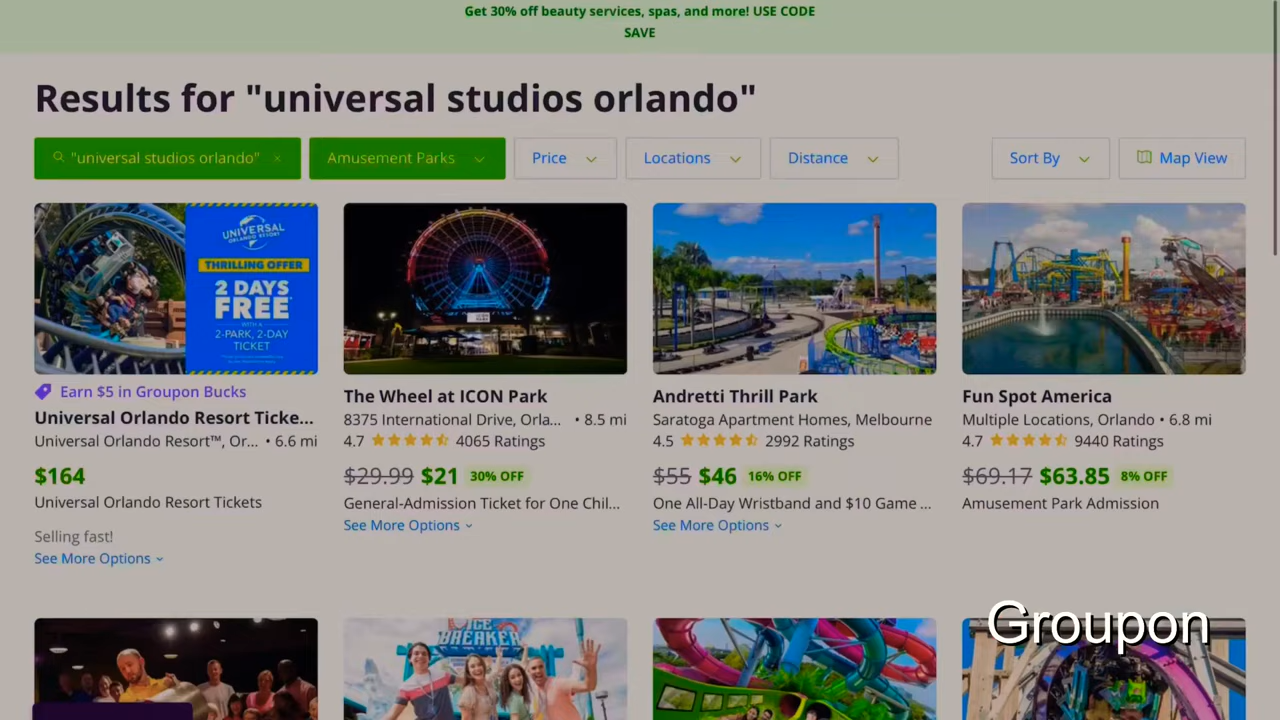 Get 30% off beauty services, spas, and more! USE CODE
SAVE
Results for "universal studios orlando"
"universal studios orlando" ×
Amusement Parks
Price
Locations
Distance
Sort By
Map View
UNIVERSAL
ORLANDO RESORT
THRILLING OFFER
2 DAYS
FREE
WITH A
2-PARK, 2-DAY
TICKET
Earn $5 in Groupon Bucks
Universal Orlando Resort Ticke...
Universal Orlando Resort™, Or... • 6.6 mi
$164
Universal Orlando Resort Tickets
Selling fast!
See More Options
The Wheel at ICON Park
8375 International Drive, Orla... • 8.5 mi
4.7 4065 Ratings
$29.99 $21 30% OFF
General-Admission Ticket for One Chil...
See More Options
Andretti Thrill Park
Saratoga Apartment Homes, Melbourne
4.5 2992 Ratings
$55 $46 16% OFF
One All-Day Wristband and $10 Game ...
See More Options
Fun Spot America
Multiple Locations, Orlando • 6.8 mi
4.7 9440 Ratings
$69.17 $63.85 8% OFF
Amusement Park Admission
ICE
BREAKER
Groupon